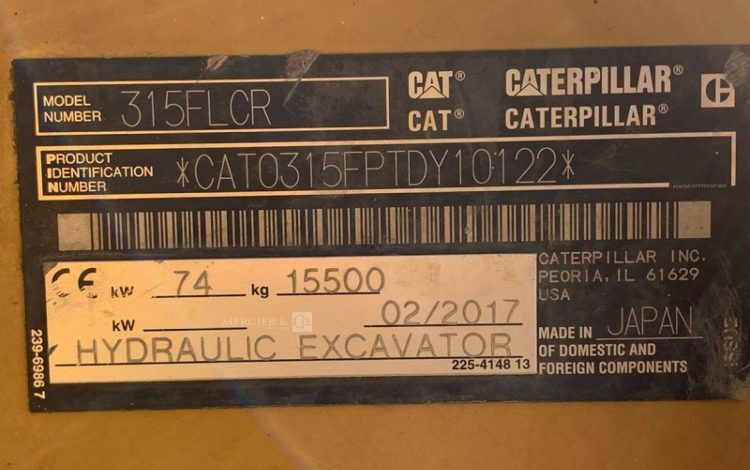 CAT® CATERPILLAR®
CAT® CATERPILLAR®
MODEL NUMBER 315FLCR
PRODUCT IDENTIFICATION NUMBER *CAT0315FPTDY10122*
CE kW 74 kg 15500
kW 02/2017
MERCIER &
HYDRAULIC EXCAVATOR
225-4148 13
239-6986 7
CATERPILLAR INC.
PEORIA, IL 61629
USA
MADE IN JAPAN
OF DOMESTIC AND
FOREIGN COMPONENTS